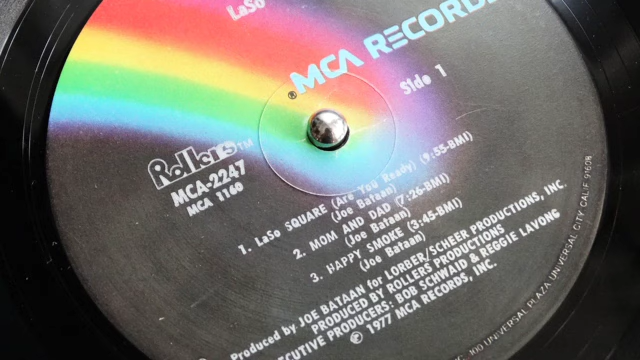 LaSo
®MCA RECORDS
Side 1
Rollers™
MCA-2247
MCA 1160
1. LaSo SQUARE (Are You Ready) (9:55-BMI)
(Joe Bataan)
2. MOM AND DAD (7:26-BMI)
(Joe Bataan)
3. HAPPY SMOKE (3:45-BMI)
(Joe Bataan)
Produced by JOE BATAAN for LORBER/SCHEER PRODUCTIONS, INC.
PRODUCED BY ROLLERS PRODUCTIONS
EXECUTIVE PRODUCERS: BOB SCHWAID & REGGIE LAVONG
℗ 1977 MCA RECORDS, INC.
100 UNIVERSAL PLAZA UNIVERSAL CITY CALIF 91608